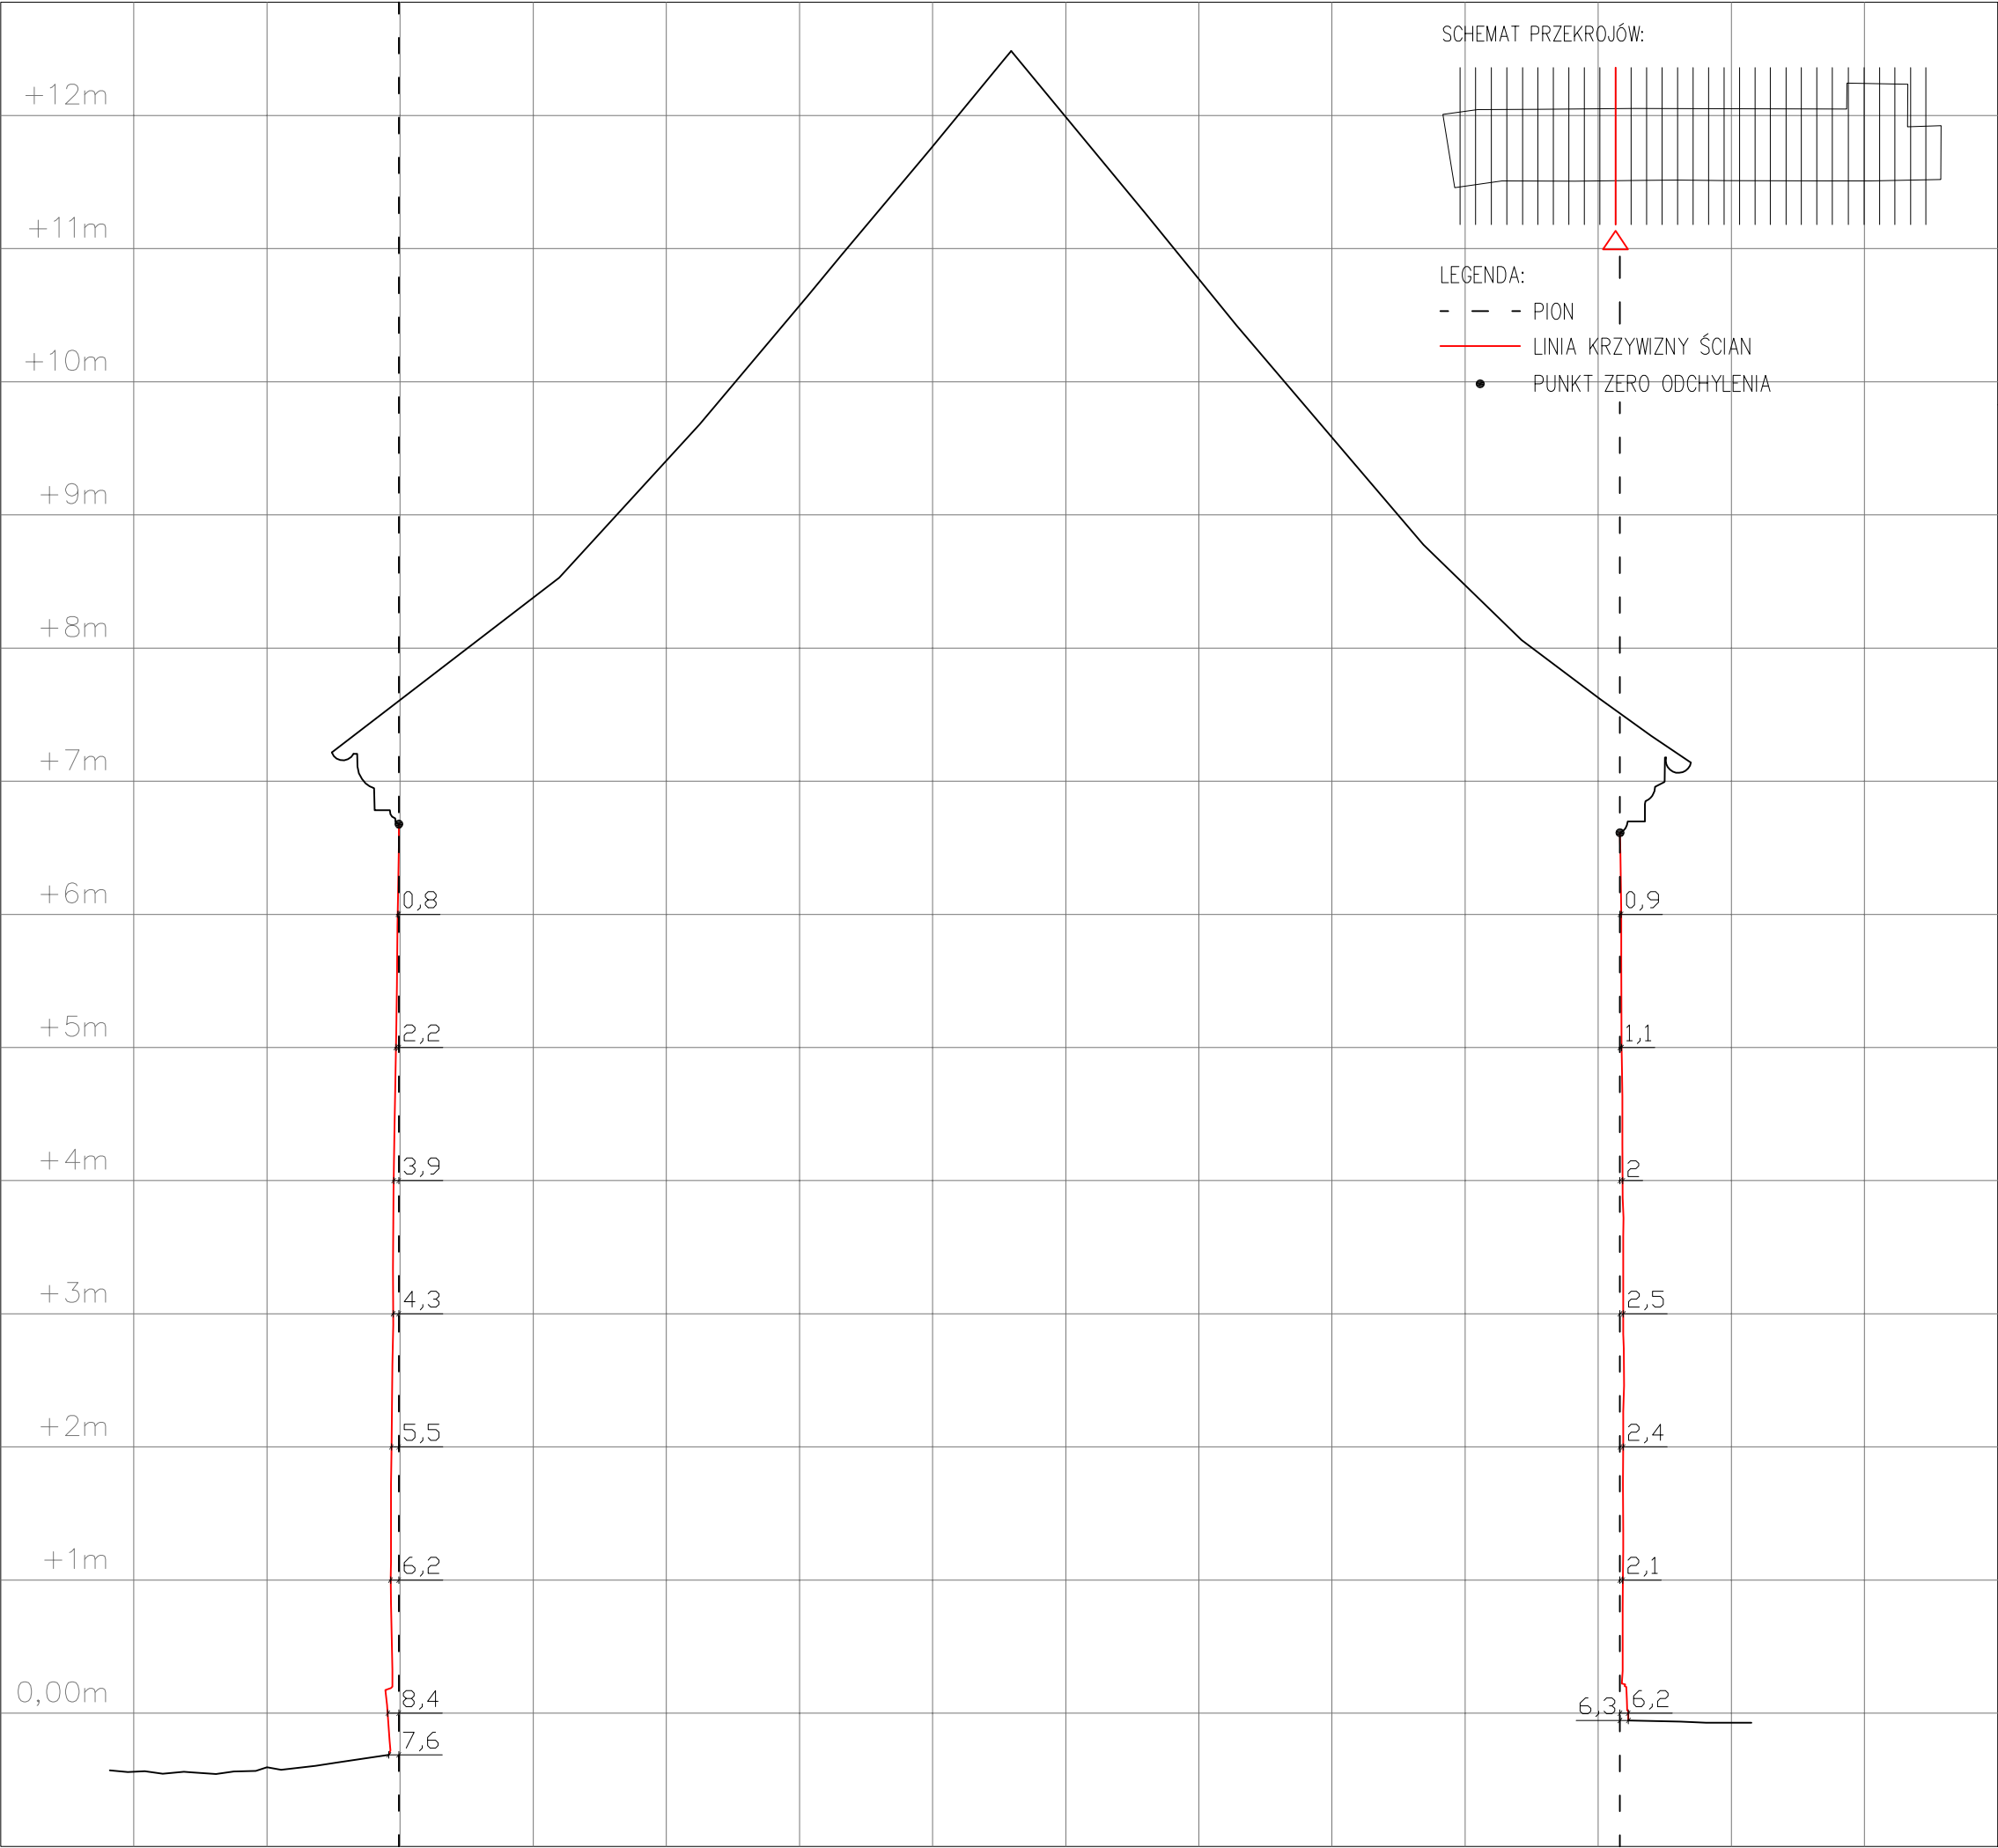 SCHEMAT PRZEKROJÓW:
+12m
+11m
LEGENDA:
PION
LINIA KRZYWIZNY ŚCIAN
+10m
PUNKT ZERO ODCHYLENIA
+9m
+8m
+7m
+6m
0,8
0,9
+5m
2,2
1,1
+4m
3,9
2
+3m
4,3
2,5
+2m
5,5
2,4
+1m
6,2
2,1
0,00m
8,4
6,3
6,2
7,6